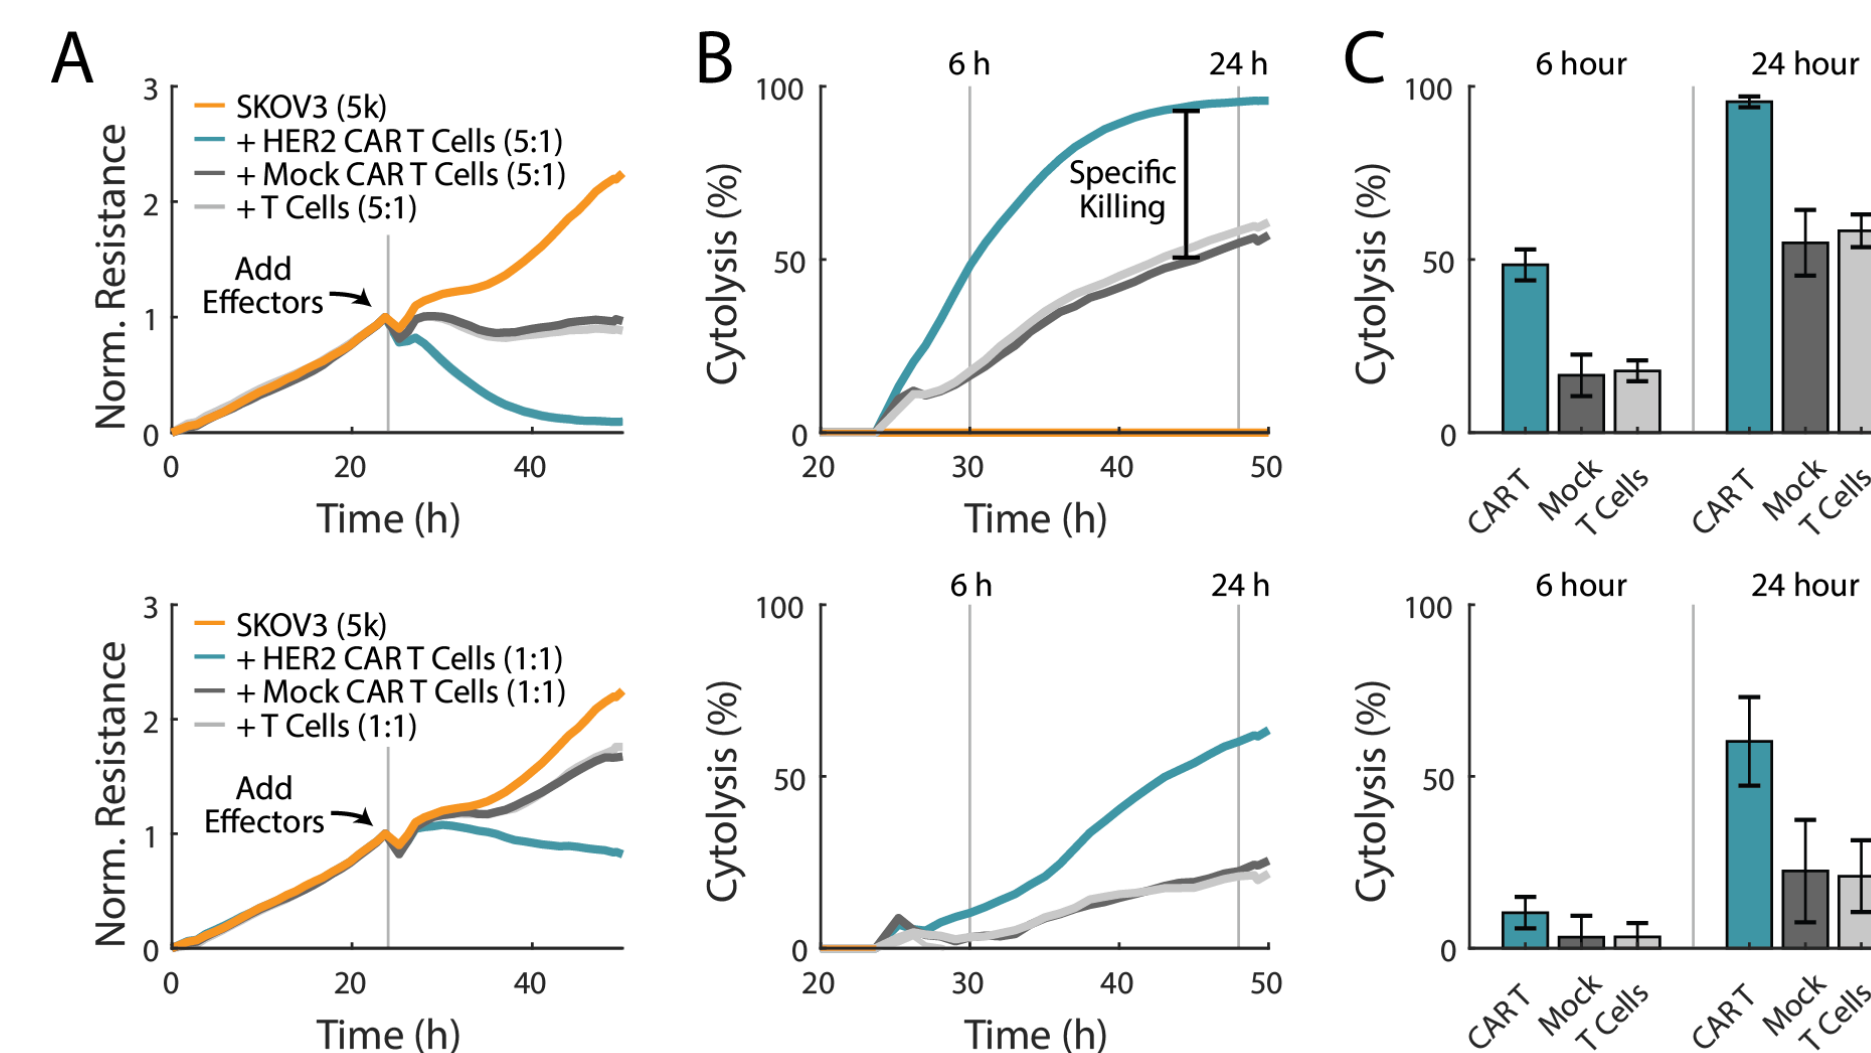 A
3
2
1
0
Norm. Resistance
SKOV3 (5k)
+ HER2 CAR T Cells (5:1)
+ Mock CAR T Cells (5:1)
+ T Cells (5:1)
Add
Effectors
0
20
40
Time (h)
B
6 h
24 h
100
50
0
Cytolysis (%)
Specific
Killing
20
30
40
50
Time (h)
C
6 hour
24 hour
100
50
0
Cytolysis (%)
CAR T
Mock
T Cells
CAR T
Mock
T Cells
3
2
1
0
Norm. Resistance
SKOV3 (5k)
+ HER2 CAR T Cells (1:1)
+ Mock CAR T Cells (1:1)
+ T Cells (1:1)
Add
Effectors
0
20
40
Time (h)
6 h
24 h
100
50
0
Cytolysis (%)
20
30
40
50
Time (h)
6 hour
24 hour
100
50
0
Cytolysis (%)
CAR T
Mock
T Cells
CAR T
Mock
T Cells